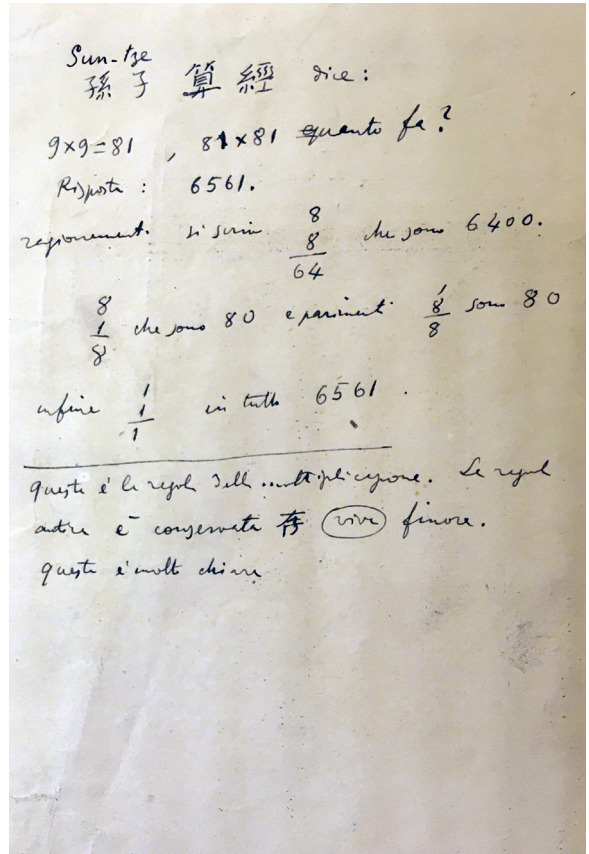 Sun-tze
孫子 算經 dice:
9×9=81, 81×81 quanto fa?
Risposta: 6561.
ragionamento. si scrive 8 8 64 che sono 6400.
8 1 8 che sono 80 e parimenti 1 8 8 sono 80
infine 1 1 1 in tutto 6561.
questa è la regola della moltiplicazione. La regola
antica è conservata 存 vive finora.
questa è molto chiara